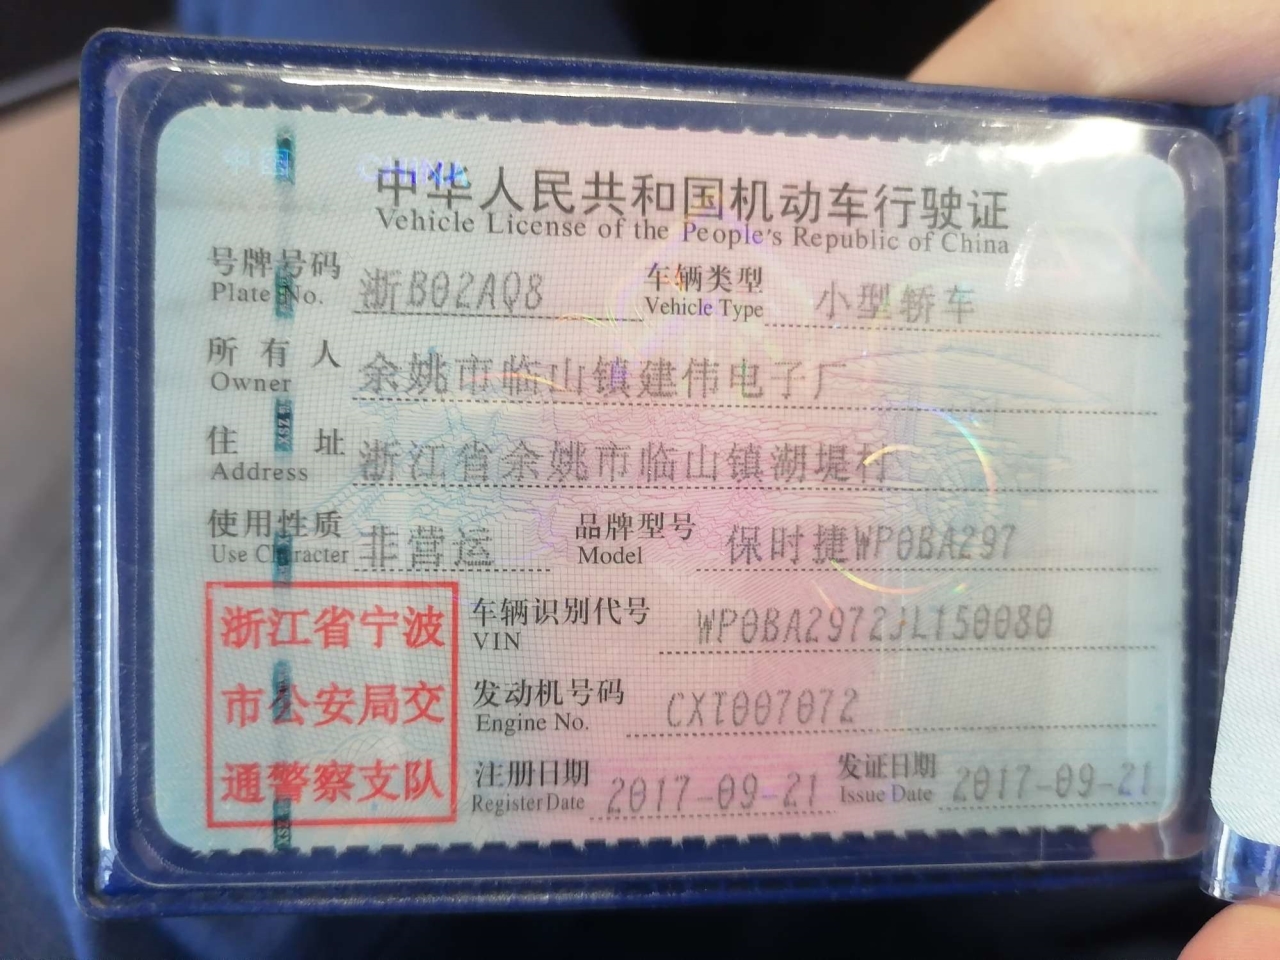 中国 CHINA
中华人民共和国机动车行驶证
Vehicle License of the People's Republic of China
号牌号码 浙B02AQ8 车辆类型 小型轿车
Plate No. Vehicle Type
所有人 余姚市临山镇建伟电子厂
Owner
住址 浙江省余姚市临山镇湖堤村
Address
使用性质 非营运 品牌型号 保时捷WP0BA297
Use Character Model
浙江省宁波
市公安局交
通警察支队
车辆识别代号 WP0BA2972JL150080
VIN
发动机号码 CXT007072
Engine No.
注册日期 2017-09-21 发证日期 2017-09-21
Register Date Issue Date